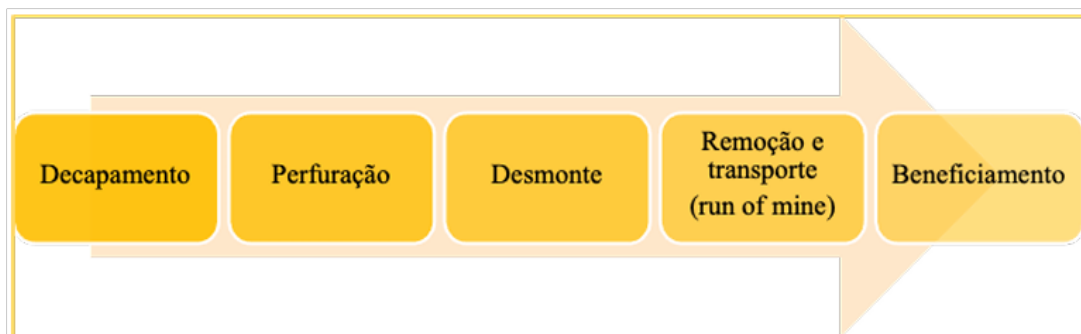 Decapamento
Perfuração
Desmonte
Remoção e
transporte
(run of mine)
Beneficiamento